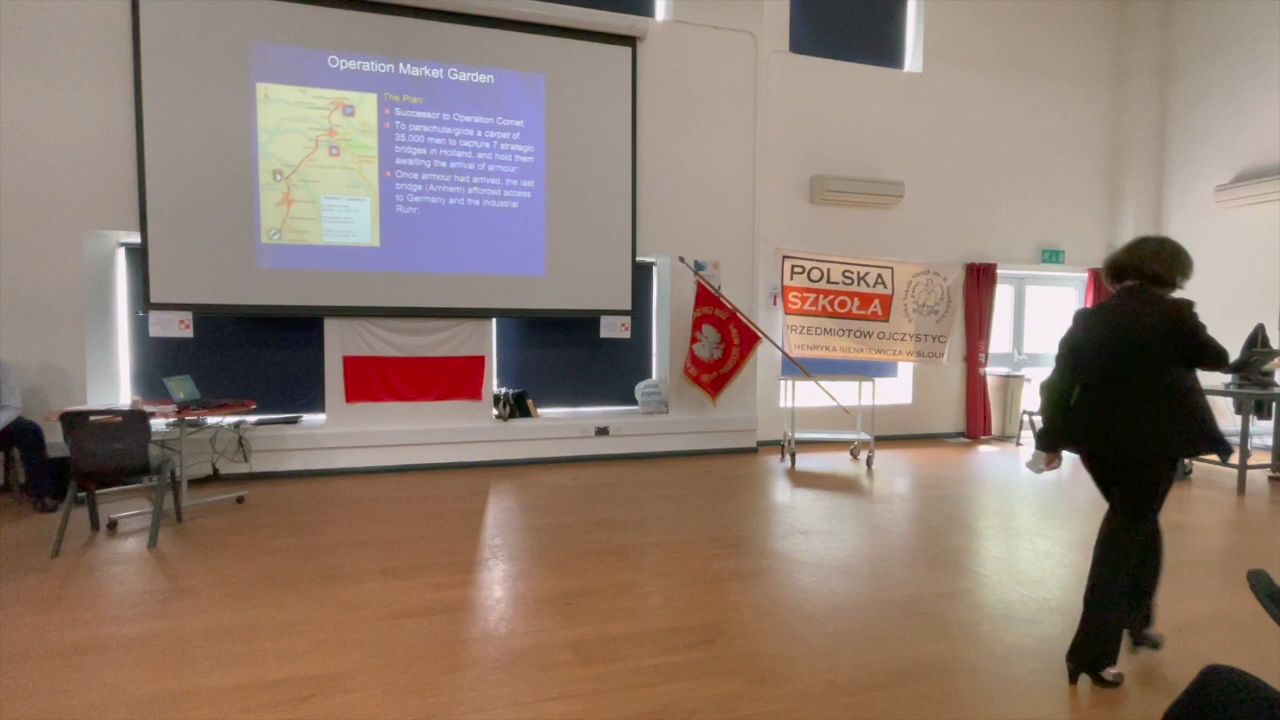 Operation Market Garden
The Plan:
Successor to Operation Comet;
To parachute/glide a carpet of
35,000 men to capture 7 strategic
bridges in Holland, and hold them
awaiting the arrival of armour;
Once armour had arrived, the last
bridge (Arnhem) afforded access
to Germany and the industrial
Ruhr;
POLSKA
SZKOŁA
PRZEDMIOTÓW OJCZYSTYC
HENRYKA SIENKIEWICZA W SLOUG